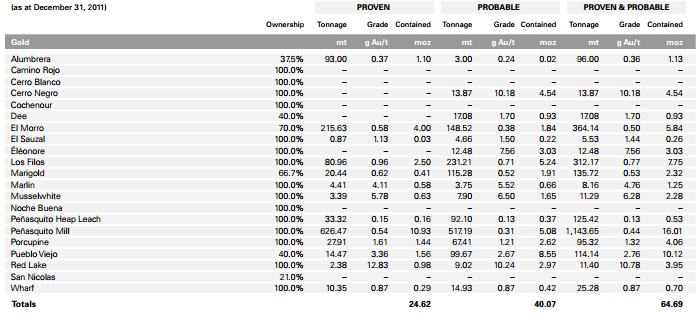 (as at December 31, 2011) PROVEN PROBABLE PROVEN & PROBABLE
Ownership Tonnage Grade Contained Tonnage Grade Contained Tonnage Grade Contained
Gold mt g Au/t moz mt g Au/t moz mt g Au/t moz
Alumbrera 37.5% 93.00 0.37 1.10 3.00 0.24 0.02 96.00 0.36 1.13
Camino Rojo 100.0% – – – – – – – – –
Cerro Blanco 100.0% – – – – – – – – –
Cerro Negro 100.0% – – – 13.87 10.18 4.54 13.87 10.18 4.54
Cochenour 100.0% – – – – – – – – –
Dee 40.0% – – – 17.08 1.70 0.93 17.08 1.70 0.93
El Morro 70.0% 215.63 0.58 4.00 148.52 0.38 1.84 364.14 0.50 5.84
El Sauzal 100.0% 0.87 1.13 0.03 4.66 1.50 0.22 5.53 1.44 0.26
Éléonore 100.0% – – – 12.48 7.56 3.03 12.48 7.56 3.03
Los Filos 100.0% 80.96 0.96 2.50 231.21 0.71 5.24 312.17 0.77 7.75
Marigold 66.7% 20.44 0.62 0.41 115.28 0.52 1.91 135.72 0.53 2.32
Marlin 100.0% 4.41 4.11 0.58 3.75 5.52 0.66 8.16 4.76 1.25
Musselwhite 100.0% 3.39 5.78 0.63 7.90 6.50 1.65 11.29 6.28 2.28
Noche Buena 100.0% – – – – – – – – –
Peñasquito Heap Leach 100.0% 33.32 0.15 0.16 92.10 0.13 0.37 125.42 0.13 0.53
Peñasquito Mill 100.0% 626.47 0.54 10.93 517.19 0.31 5.08 1,143.65 0.44 16.01
Porcupine 100.0% 27.91 1.61 1.44 67.41 1.21 2.62 95.32 1.32 4.06
Pueblo Viejo 40.0% 14.47 3.36 1.56 99.67 2.67 8.55 114.14 2.76 10.12
Red Lake 100.0% 2.38 12.83 0.98 9.02 10.24 2.97 11.40 10.78 3.95
San Nicolas 21.0% – – – – – – – – –
Wharf 100.0% 10.35 0.87 0.29 14.93 0.87 0.42 25.28 0.87 0.70
Totals 24.62 40.07 64.69